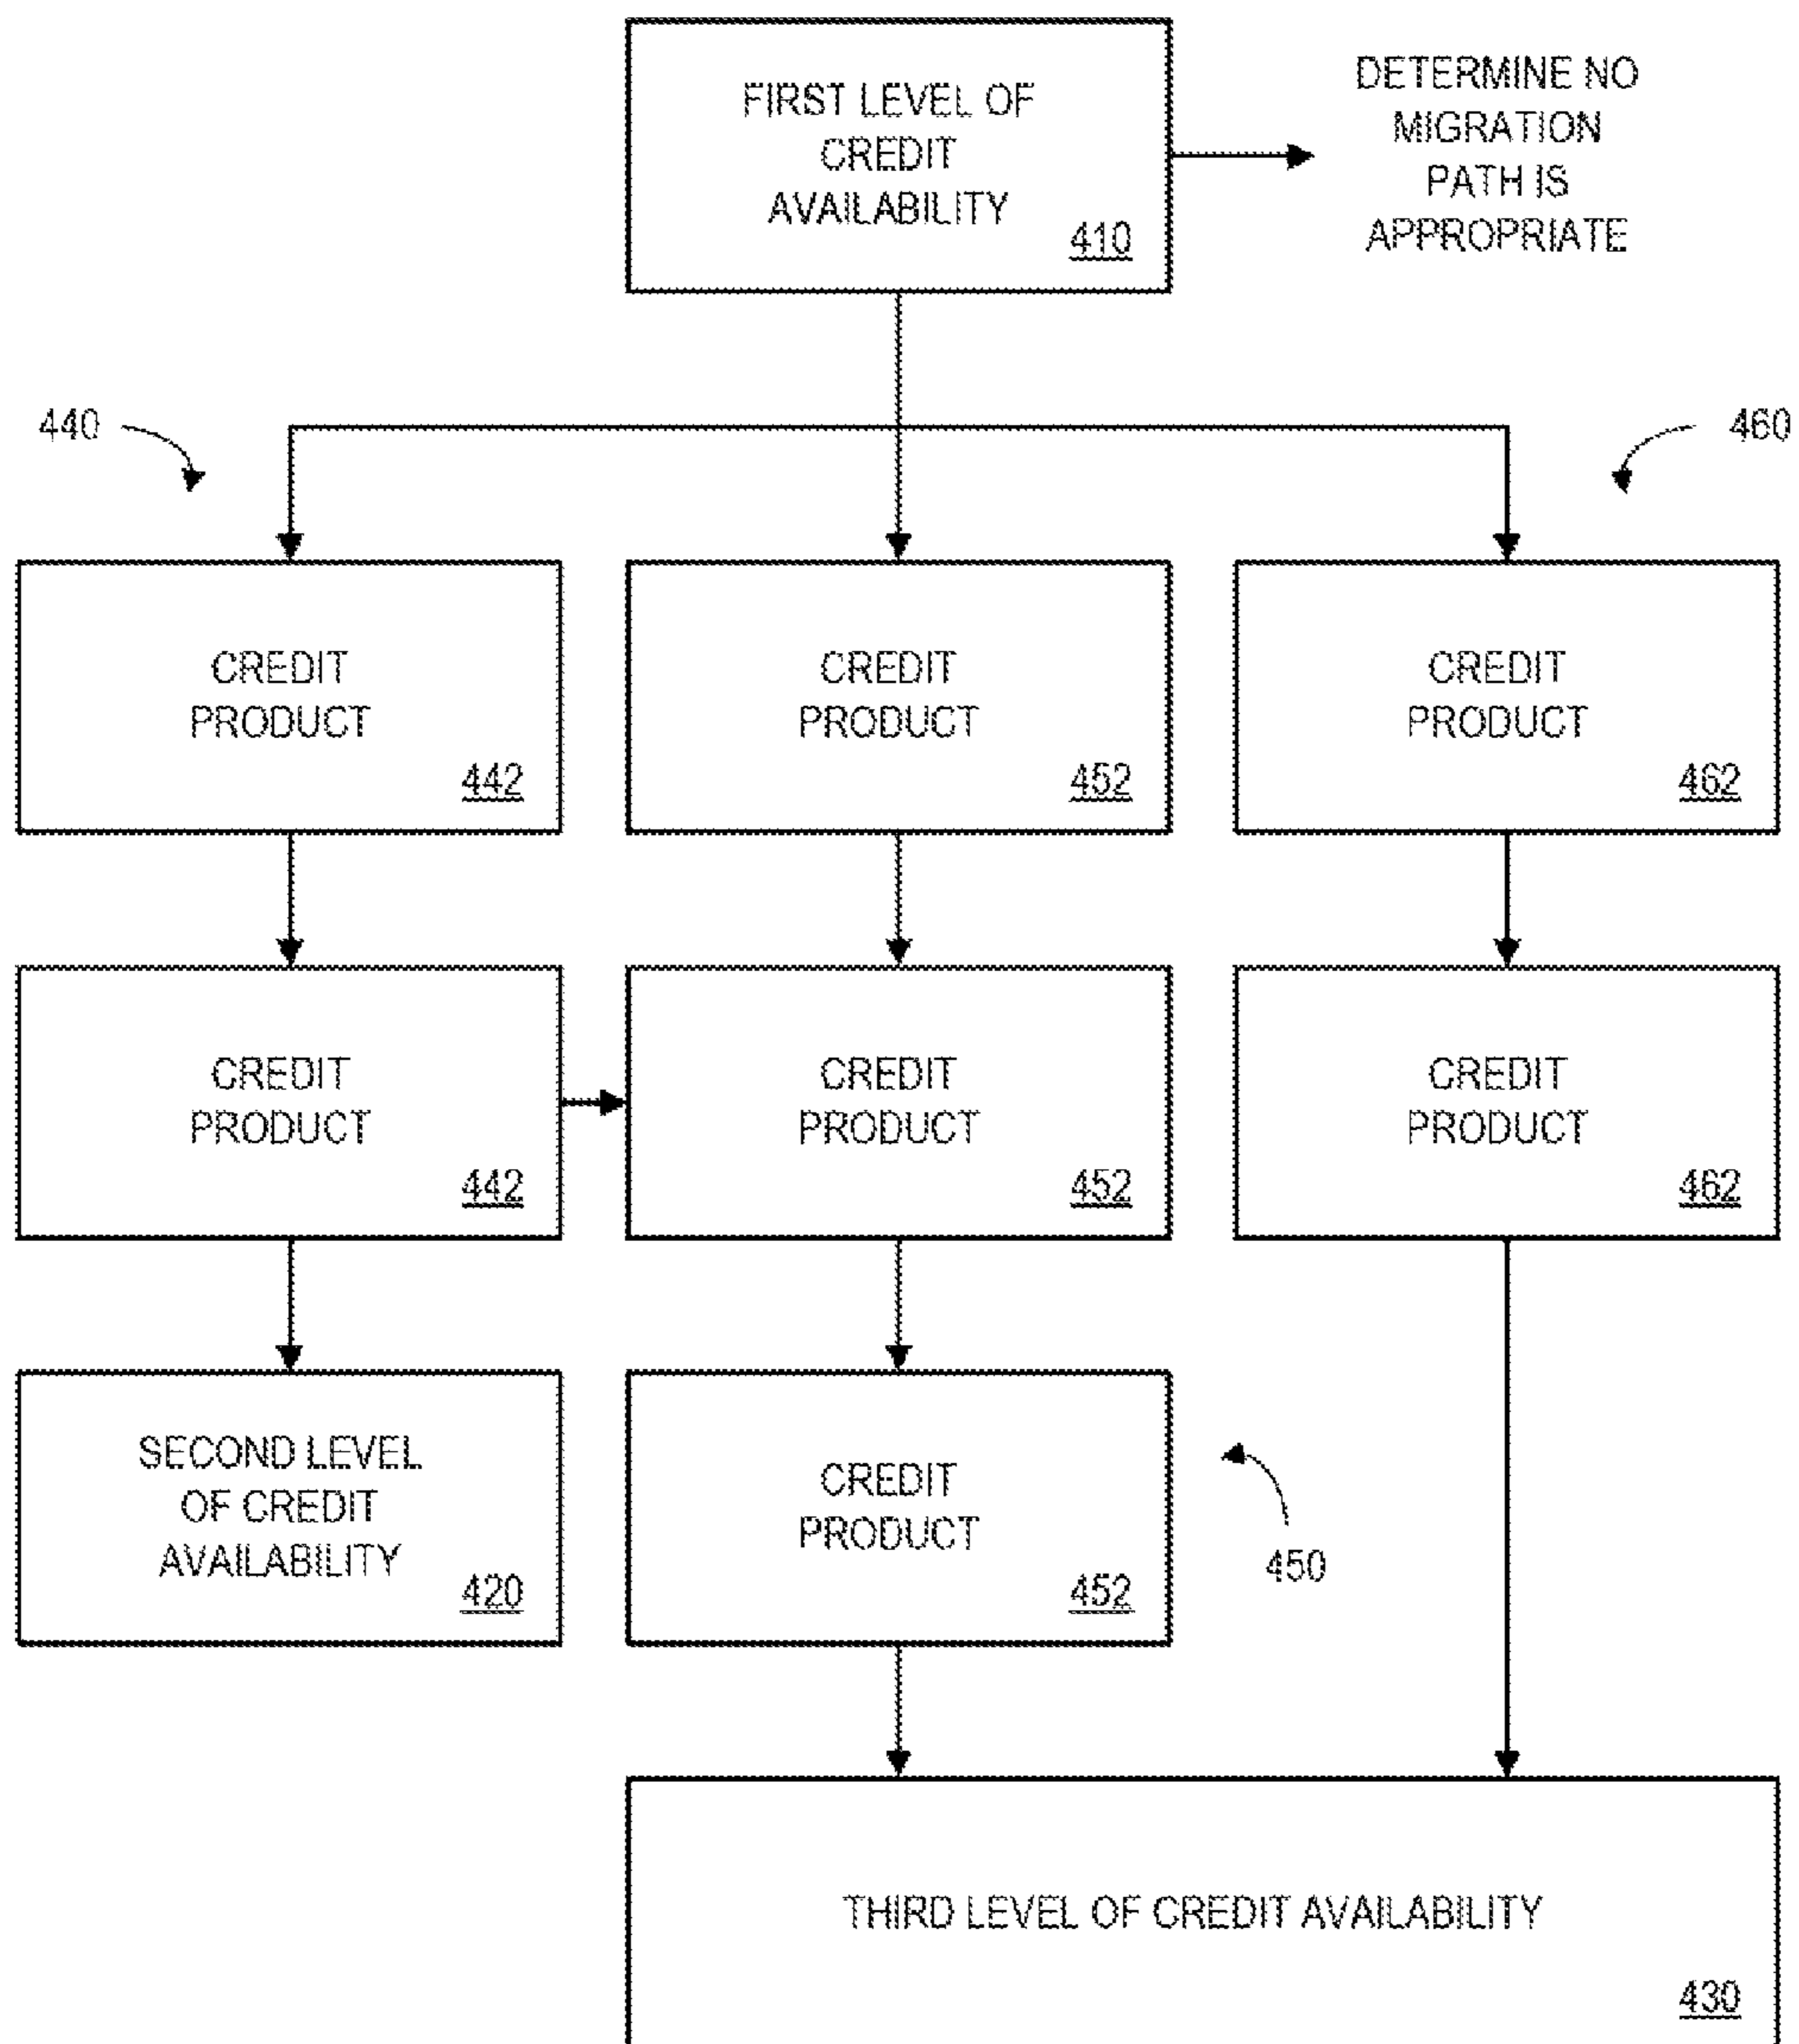 FIRST LEVEL OF
CREDIT
AVAILABILITY
410
DETERMINE NO
MIGRATION
PATH IS
APPROPRIATE
440
460
CREDIT
PRODUCT
442
CREDIT
PRODUCT
452
CREDIT
PRODUCT
462
CREDIT
PRODUCT
442
CREDIT
PRODUCT
452
CREDIT
PRODUCT
462
SECOND LEVEL
OF CREDIT
AVAILABILITY
420
CREDIT
PRODUCT
452
450
THIRD LEVEL OF CREDIT AVAILABILITY
430